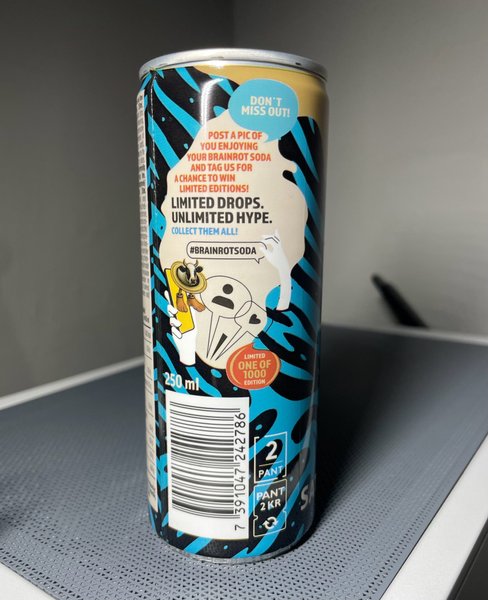 DON'T
MISS OUT!
POST A PIC OF
YOU ENJOYING
YOUR BRAINROT SODA
AND TAG US FOR
A CHANCE TO WIN
LIMITED EDITIONS!
LIMITED DROPS.
UNLIMITED HYPE.
COLLECT THEM ALL!
#BRAINROTSODA
LIMITED
ONE OF
1000
EDITION
250 ml
7 391047 242786
2
PANT
PANT
2 KR
SA